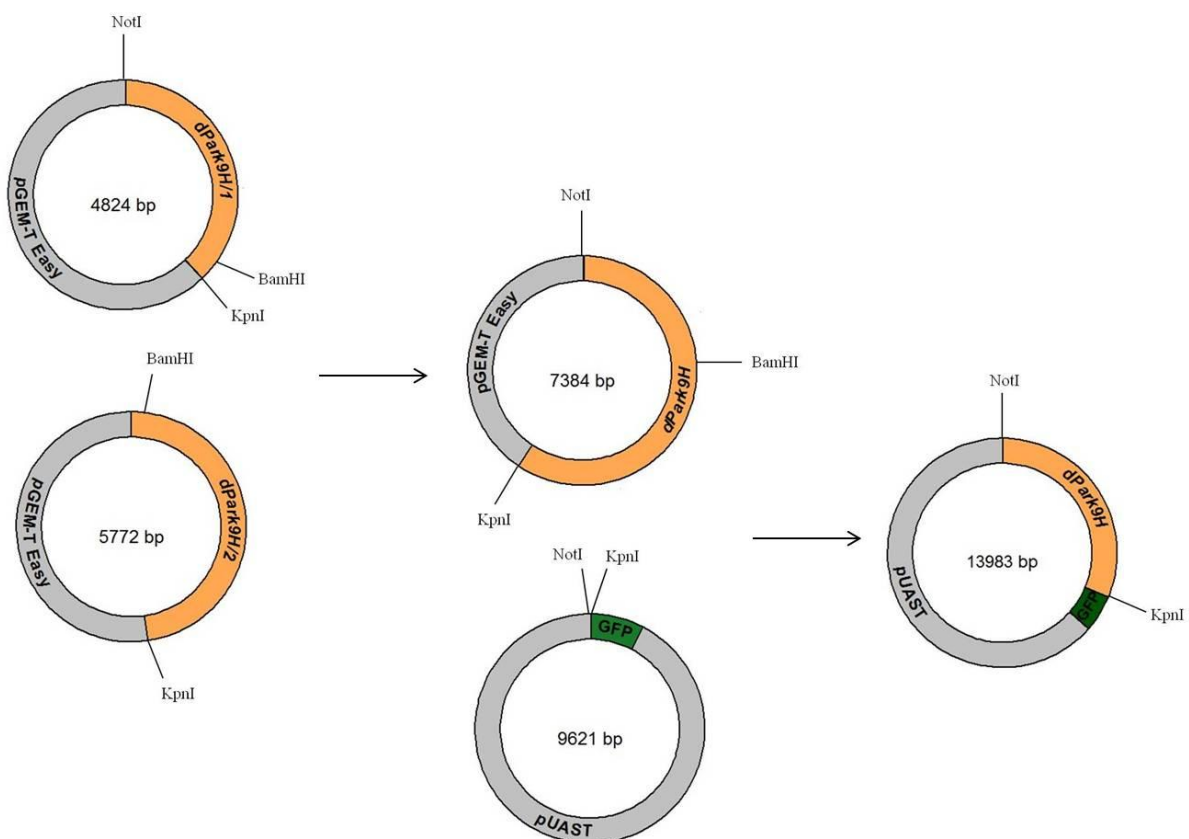 NotI
dPark9H/1
pGEM-T Easy
4824 bp
BamHI
KpnI
BamHI
dPark9H/2
pGEM-T Easy
5772 bp
KpnI
NotI
pGEM-T Easy
7384 bp
BamHI
dPark9H
KpnI
NotI
KpnI
GFP
9621 bp
pUAST
NotI
dPark9H
13983 bp
pUAST
GFP
KpnI